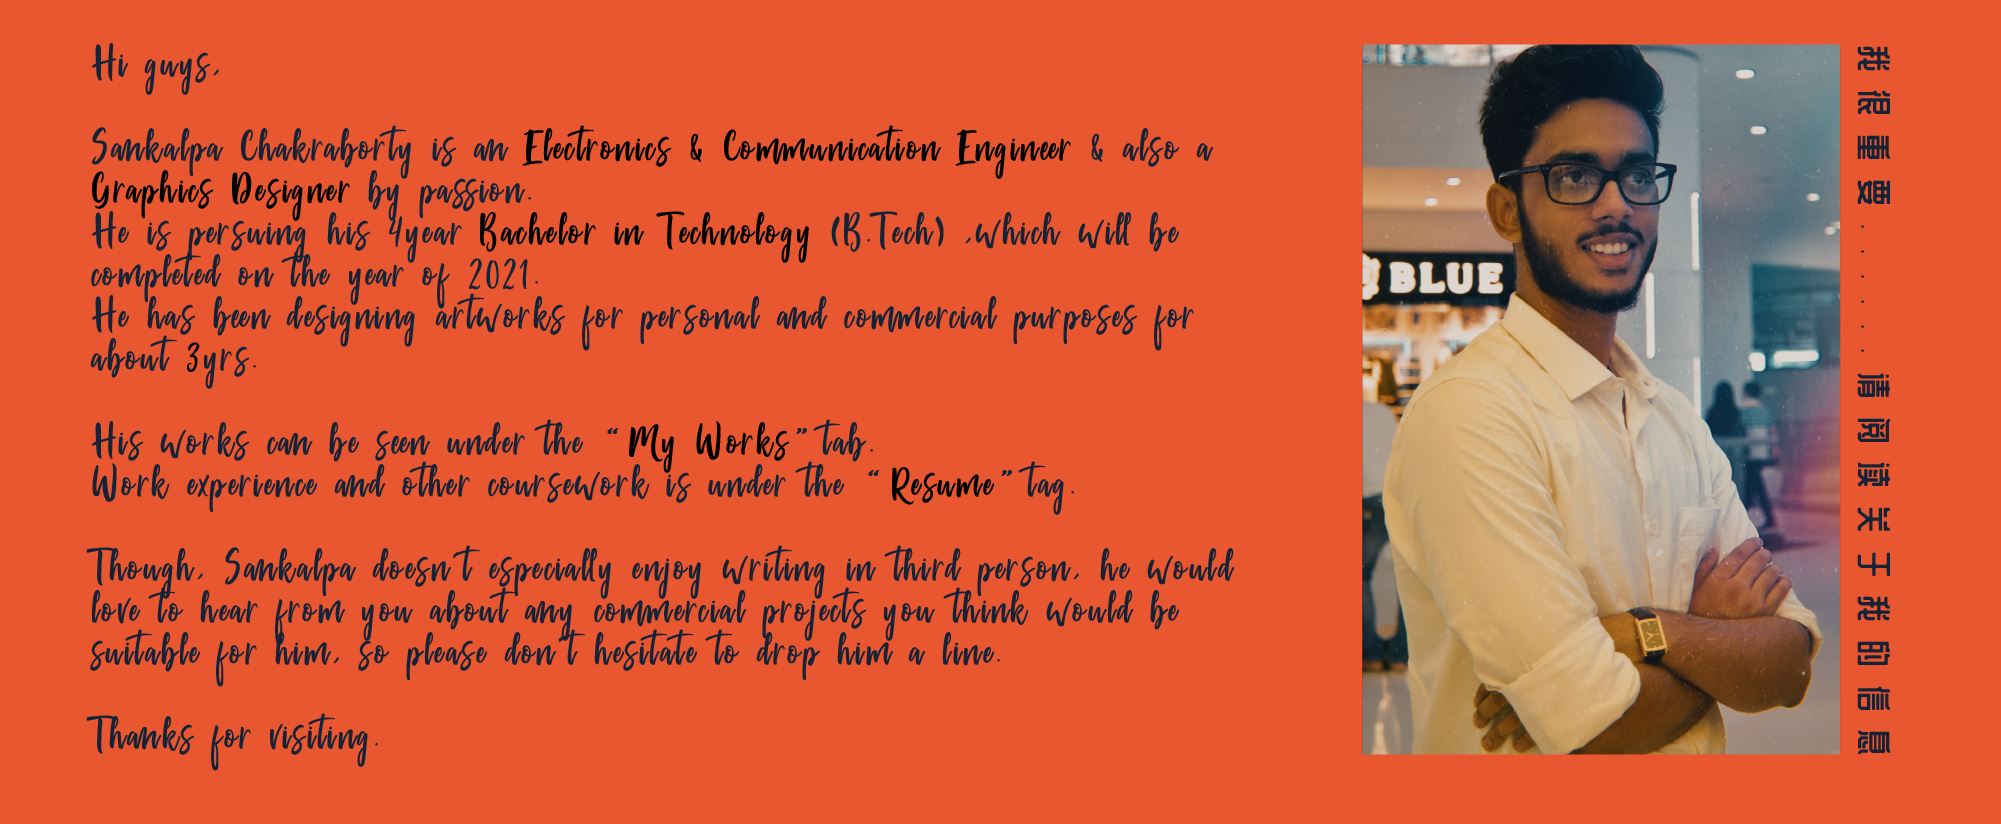 Hi guys,
Sankalpa Chakraborty is an Electronics & Communication Engineer & also a
Graphics Designer by passion.
He is persuing his 4year Bachelor in Technology (B.Tech) ,which will be
completed on the year of 2021.
He has been designing artworks for personal and commercial purposes for
about 3yrs.
His works can be seen under the “My Works” tab.
Work experience and other coursework is under the “Resume” tag.
Though, Sankalpa doesn't especially enjoy writing in third person, he would
love to hear from you about any commercial projects you think would be
suitable for him, so please don't hesitate to drop him a line.
Thanks for visiting.
BLUE
我很重要......请阅读关于我的信息